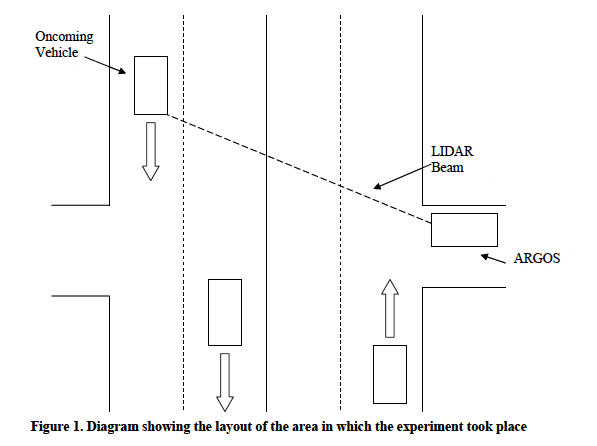 Oncoming
Vehicle
LIDAR
Beam
ARGOS
Figure 1. Diagram showing the layout of the area in which the experiment took place